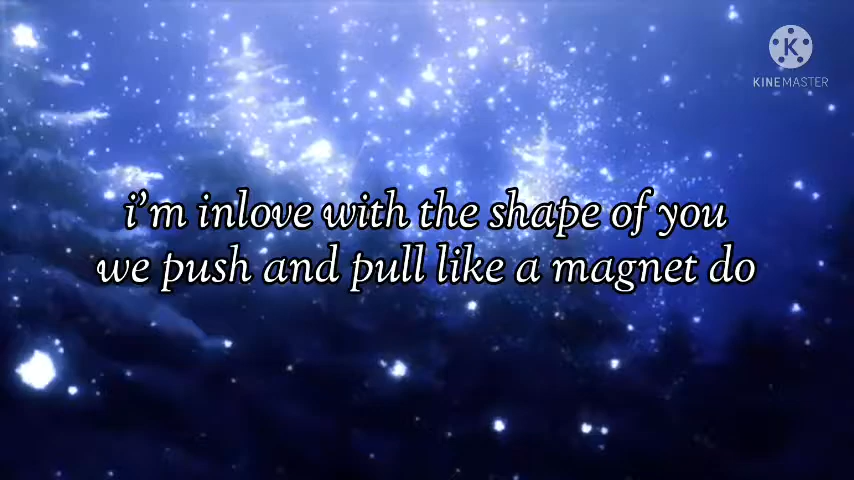 KINEMASTER
i’m inlove with the shape of you
we push and pull like a magnet do